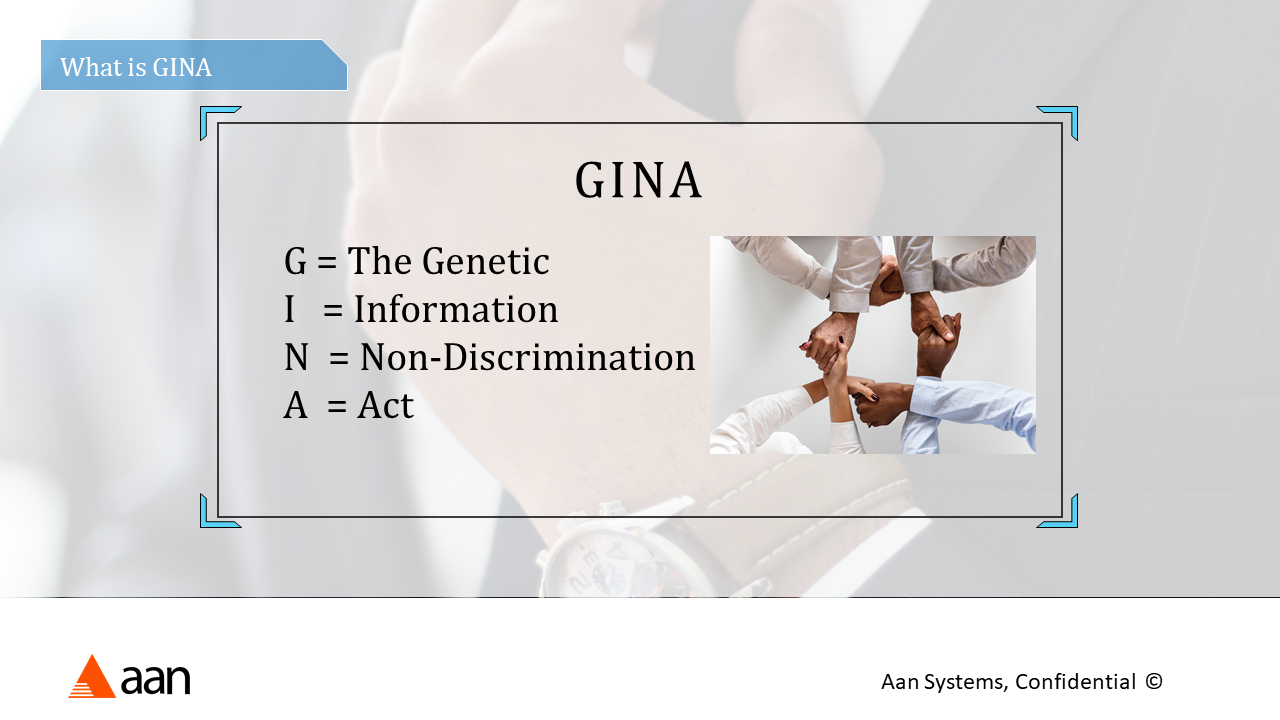 What is GINA
GINA
G = The Genetic
I = Information
N = Non-Discrimination
A = Act
aan
Aan Systems, Confidential ©